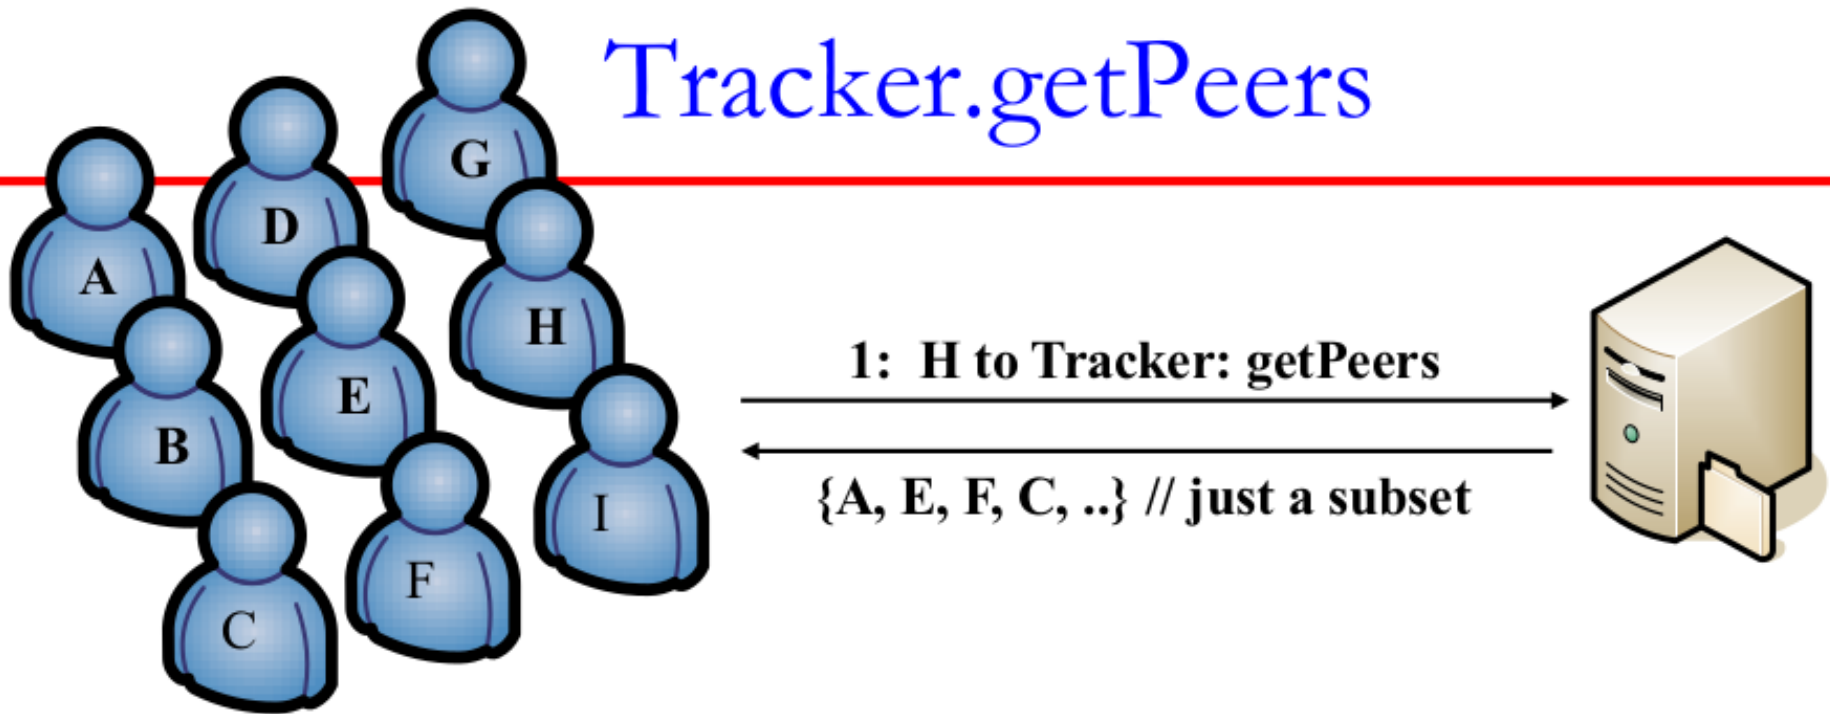 Tracker.getPeers
G
D
A
H
E
B
I
F
C
1: H to Tracker: getPeers
{A, E, F, C, ..} // just a subset